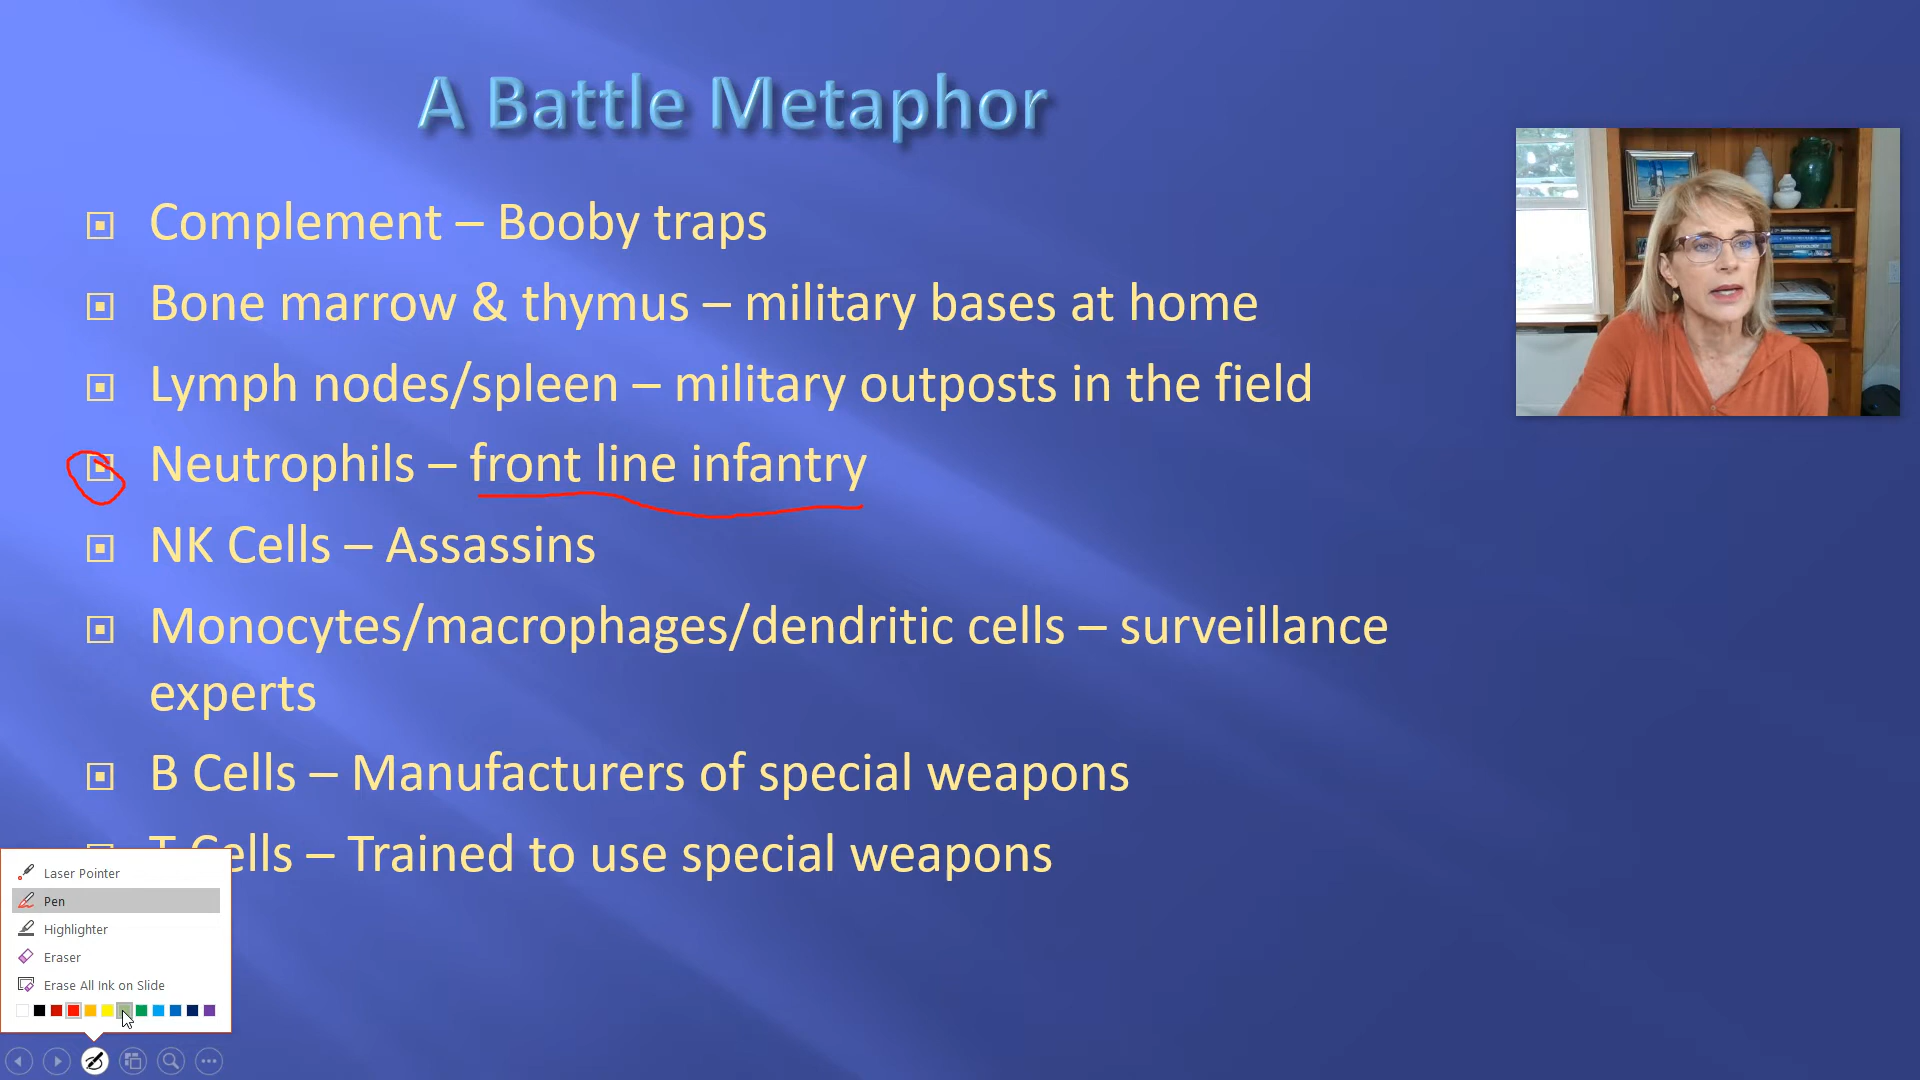 A Battle Metaphor
Complement – Booby traps
Bone marrow & thymus – military bases at home
Lymph nodes/spleen – military outposts in the field
Neutrophils – front line infantry
NK Cells – Assassins
Monocytes/macrophages/dendritic cells – surveillance
experts
B Cells – Manufacturers of special weapons
T Cells – Trained to use special weapons
Laser Pointer
Pen
Highlighter
Eraser
Erase All Ink on Slide